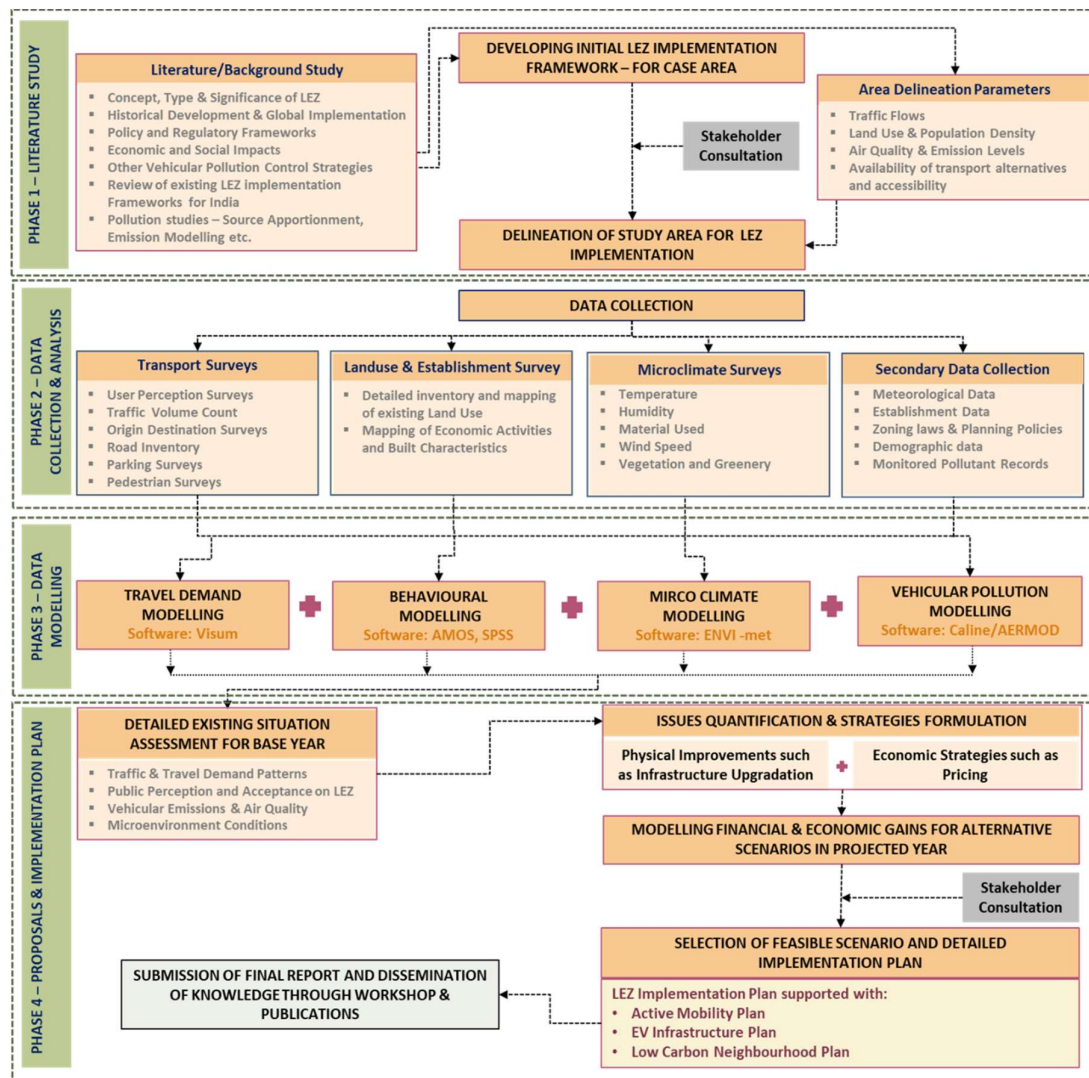 PHASE 1 – LITERATURE STUDY
Literature/Background Study
▪ Concept, Type & Significance of LEZ
▪ Historical Development & Global Implementation
▪ Policy and Regulatory Frameworks
▪ Economic and Social Impacts
▪ Other Vehicular Pollution Control Strategies
▪ Review of existing LEZ implementation
Frameworks for India
▪ Pollution studies – Source Apportionment,
Emission Modelling etc.
DEVELOPING INITIAL LEZ IMPLEMENTATION
FRAMEWORK – FOR CASE AREA
Stakeholder
Consultation
Area Delineation Parameters
▪ Traffic Flows
▪ Land Use & Population Density
▪ Air Quality & Emission Levels
▪ Availability of transport alternatives
and accessibility
DELINEATION OF STUDY AREA FOR LEZ
IMPLEMENTATION
PHASE 2 – DATA
COLLECTION & ANALYSIS
DATA COLLECTION
Transport Surveys
▪ User Perception Surveys
▪ Traffic Volume Count
▪ Origin Destination Surveys
▪ Road Inventory
▪ Parking Surveys
▪ Pedestrian Surveys
Landuse & Establishment Survey
▪ Detailed inventory and mapping
of existing Land Use
▪ Mapping of Economic Activities
and Built Characteristics
Microclimate Surveys
▪ Temperature
▪ Humidity
▪ Material Used
▪ Wind Speed
▪ Vegetation and Greenery
Secondary Data Collection
▪ Meteorological Data
▪ Establishment Data
▪ Zoning laws & Planning Policies
▪ Demographic data
▪ Monitored Pollutant Records
PHASE 3 – DATA
MODELLING
TRAVEL DEMAND
MODELLING
Software: Visum
BEHAVIOURAL
MODELLING
Software: AMOS, SPSS
MIRCO CLIMATE
MODELLING
Software: ENVI -met
VEHICULAR POLLUTION
MODELLING
Software: Caline/AERMOD
PHASE 4 – PROPOSALS & IMPLEMENTATION PLAN
DETAILED EXISTING SITUATION
ASSESSMENT FOR BASE YEAR
▪ Traffic & Travel Demand Patterns
▪ Public Perception and Acceptance on LEZ
▪ Vehicular Emissions & Air Quality
▪ Microenvironment Conditions
ISSUES QUANTIFICATION & STRATEGIES FORMULATION
Physical Improvements such
as Infrastructure Upgradation
Economic Strategies such as
Pricing
MODELLING FINANCIAL & ECONOMIC GAINS FOR ALTERNATIVE
SCENARIOS IN PROJECTED YEAR
Stakeholder
Consultation
SELECTION OF FEASIBLE SCENARIO AND DETAILED
IMPLEMENTATION PLAN
LEZ Implementation Plan supported with:
• Active Mobility Plan
• EV Infrastructure Plan
• Low Carbon Neighbourhood Plan
SUBMISSION OF FINAL REPORT AND DISSEMINATION
OF KNOWLEDGE THROUGH WORKSHOP &
PUBLICATIONS